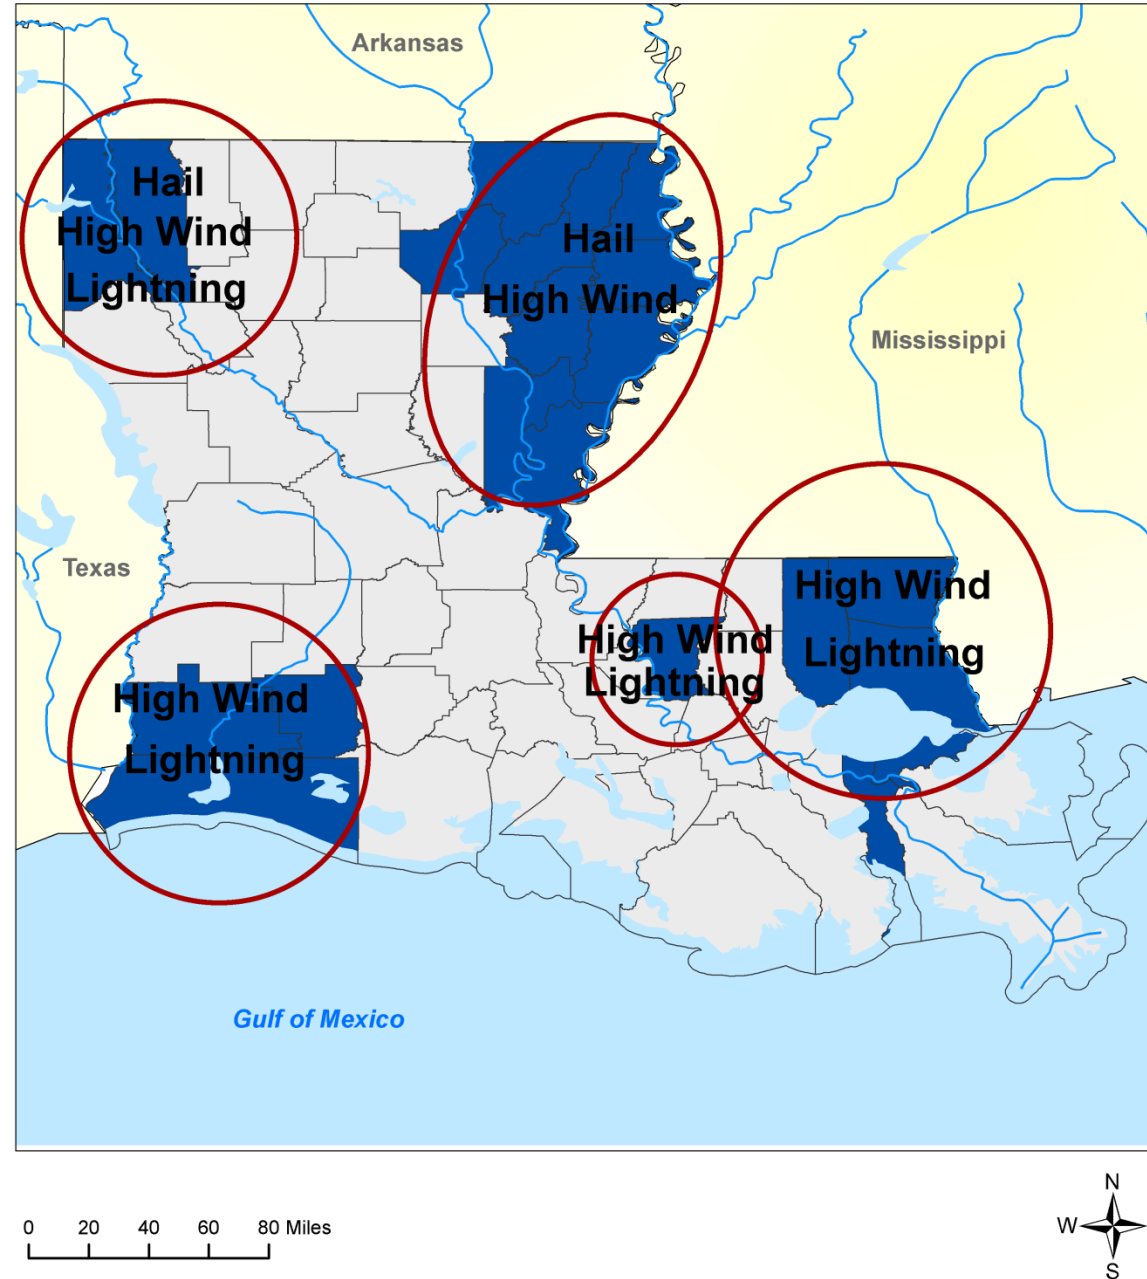 Arkansas
Hail
High Wind
Lightning
Hail
High Wind
Mississippi
Texas
High Wind
Lightning
High Wind
Lightning
High Wind
Lightning
Gulf of Mexico
0 20 40 60 80 Miles
N
W E
S